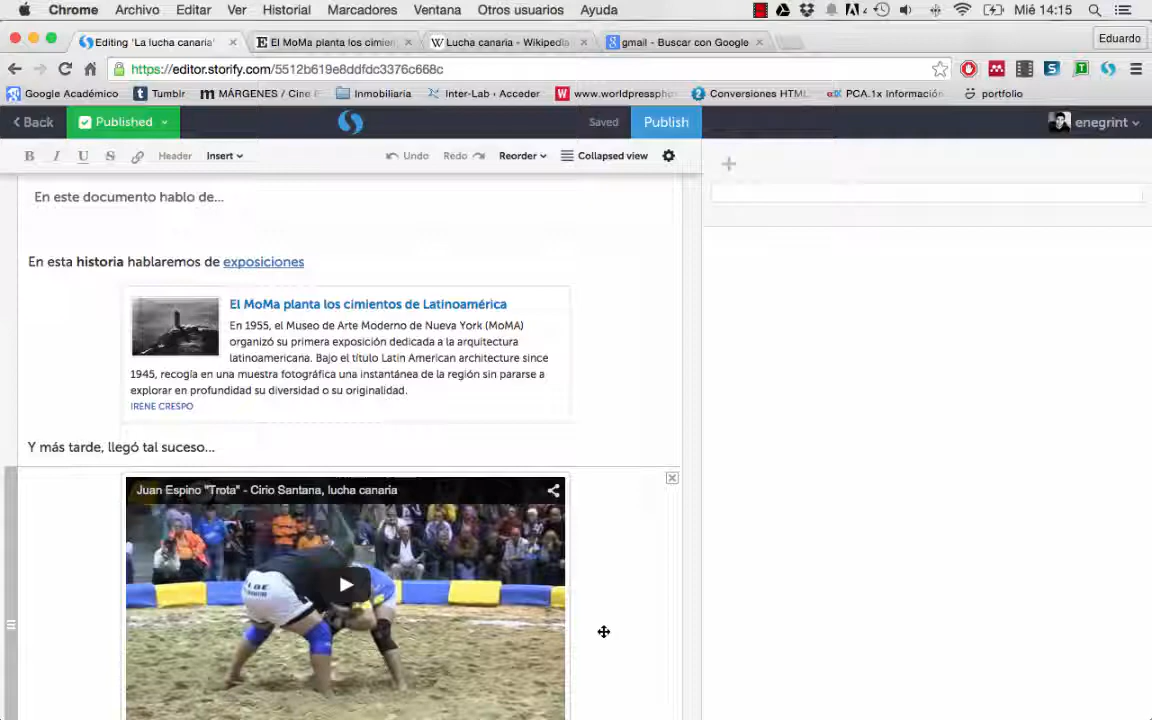 Chrome Archivo Editar Ver Historial Marcadores Ventana Otros usuarios Ayuda Mié 14:15
Editing 'La lucha canaria' El MoMa planta los cimien Lucha canaria - Wikipedia gmail - Buscar con Google Eduardo
https://editor.storify.com/5512b619e8ddfdc3376c668c
Google Académico Tumblr MÁRGENES / Cine Inmobiliaria Inter-Lab › Acceder www.worldpressph Conversiones HTML PCA.1x Informació portfolio
Back Published Saved Publish enegrint
B I U S Header Insert Undo Redo Reorder Collapsed view
En este documento hablo de...
En esta historia hablaremos de exposiciones
El MoMa planta los cimientos de Latinoamérica
En 1955, el Museo de Arte Moderno de Nueva York (MoMA)
organizó su primera exposición dedicada a la arquitectura
latinoamericana. Bajo el título Latin American architecture since
1945, recogía en una muestra fotográfica una instantánea de la región sin pararse a
explorar en profundidad su diversidad o su originalidad.
IRENE CRESPO
Y más tarde, llegó tal suceso...
Juan Espino "Trota" - Cirio Santana, lucha canaria